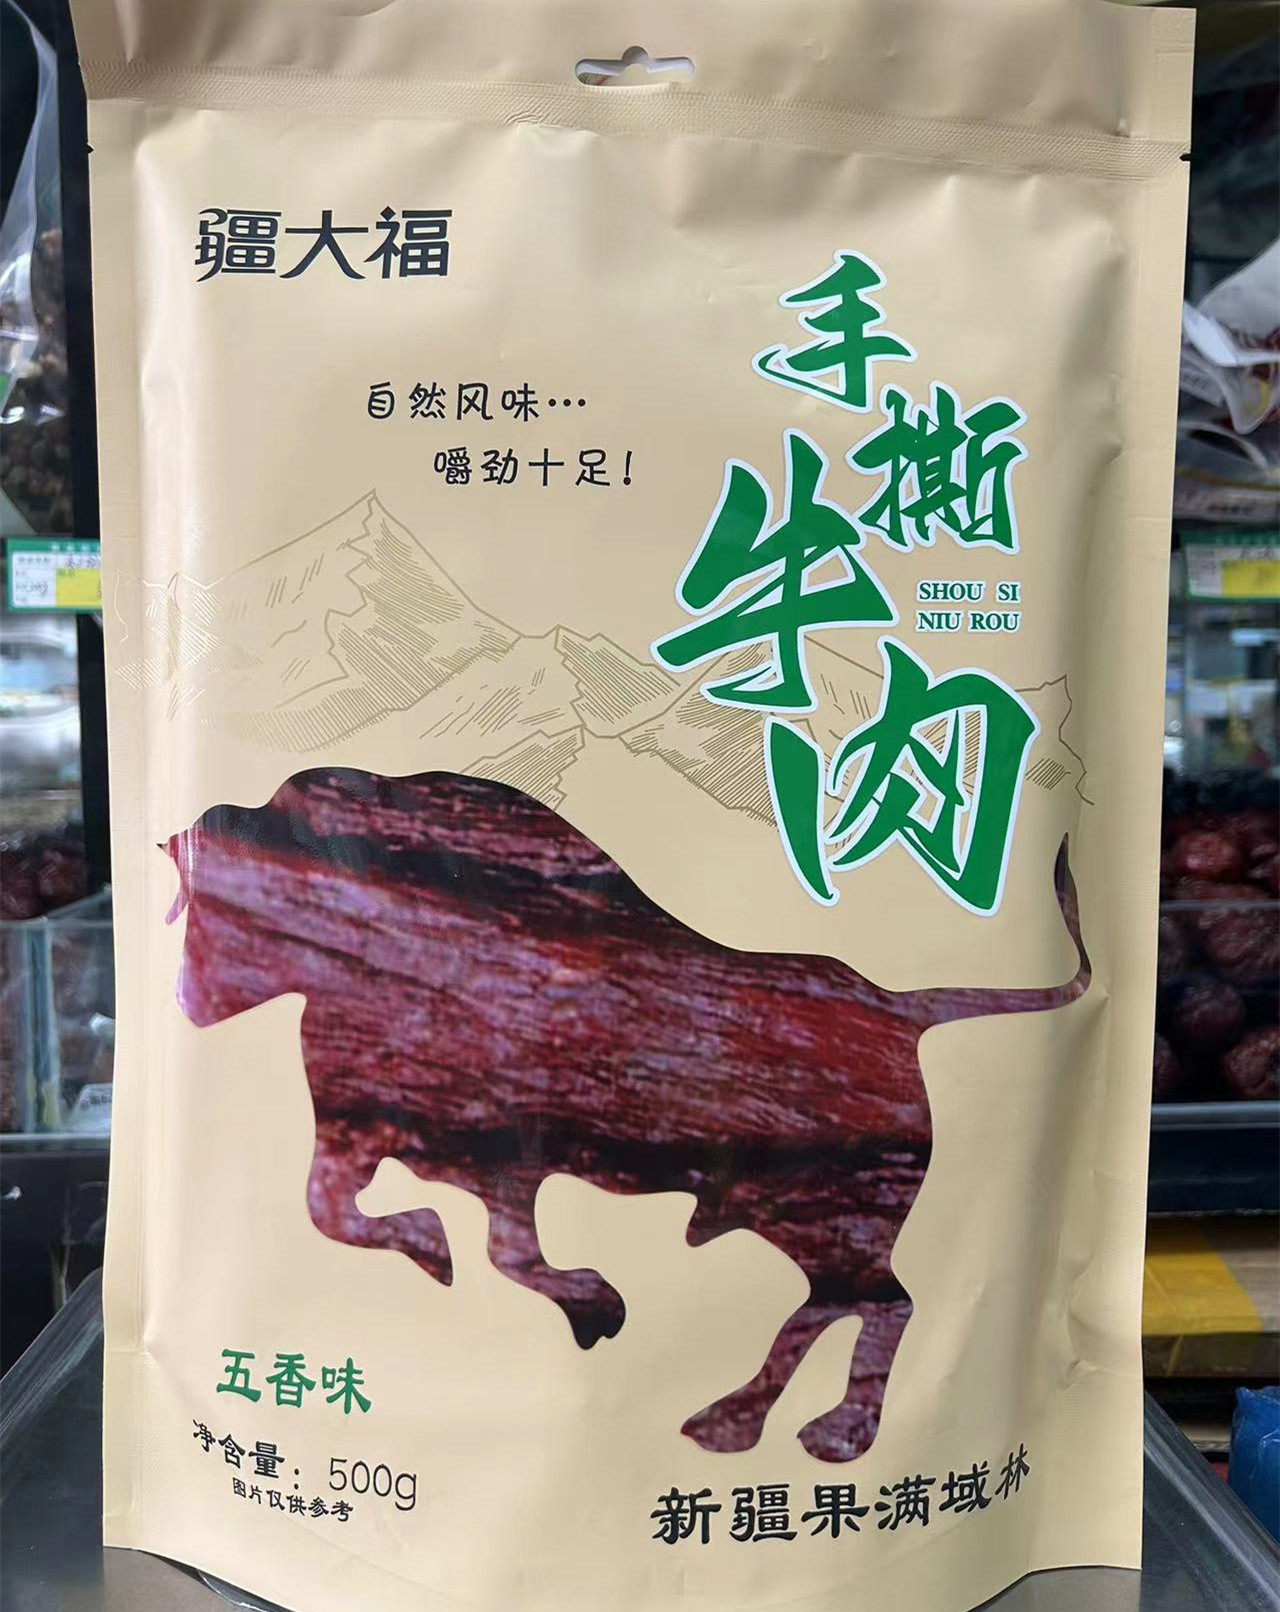 疆大福
自然风味…
嚼劲十足！
手撕
牛肉
SHOU SI
NIU ROU
五香味
净含量：500g
图片仅供参考
新疆果满域林